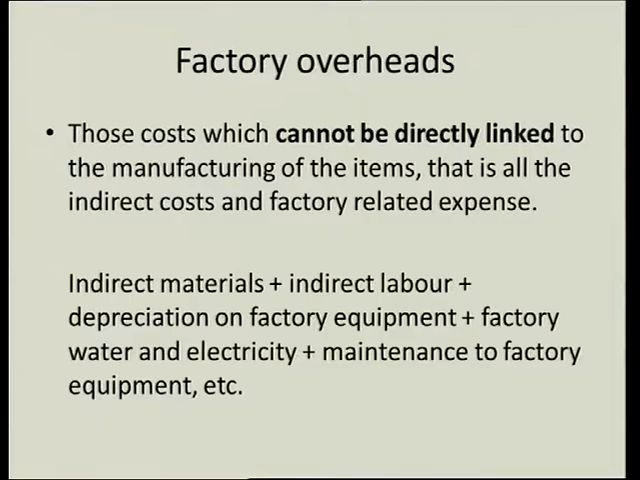 Factory overheads
• Those costs which cannot be directly linked to
the manufacturing of the items, that is all the
indirect costs and factory related expense.
Indirect materials + indirect labour +
depreciation on factory equipment + factory
water and electricity + maintenance to factory
equipment, etc.